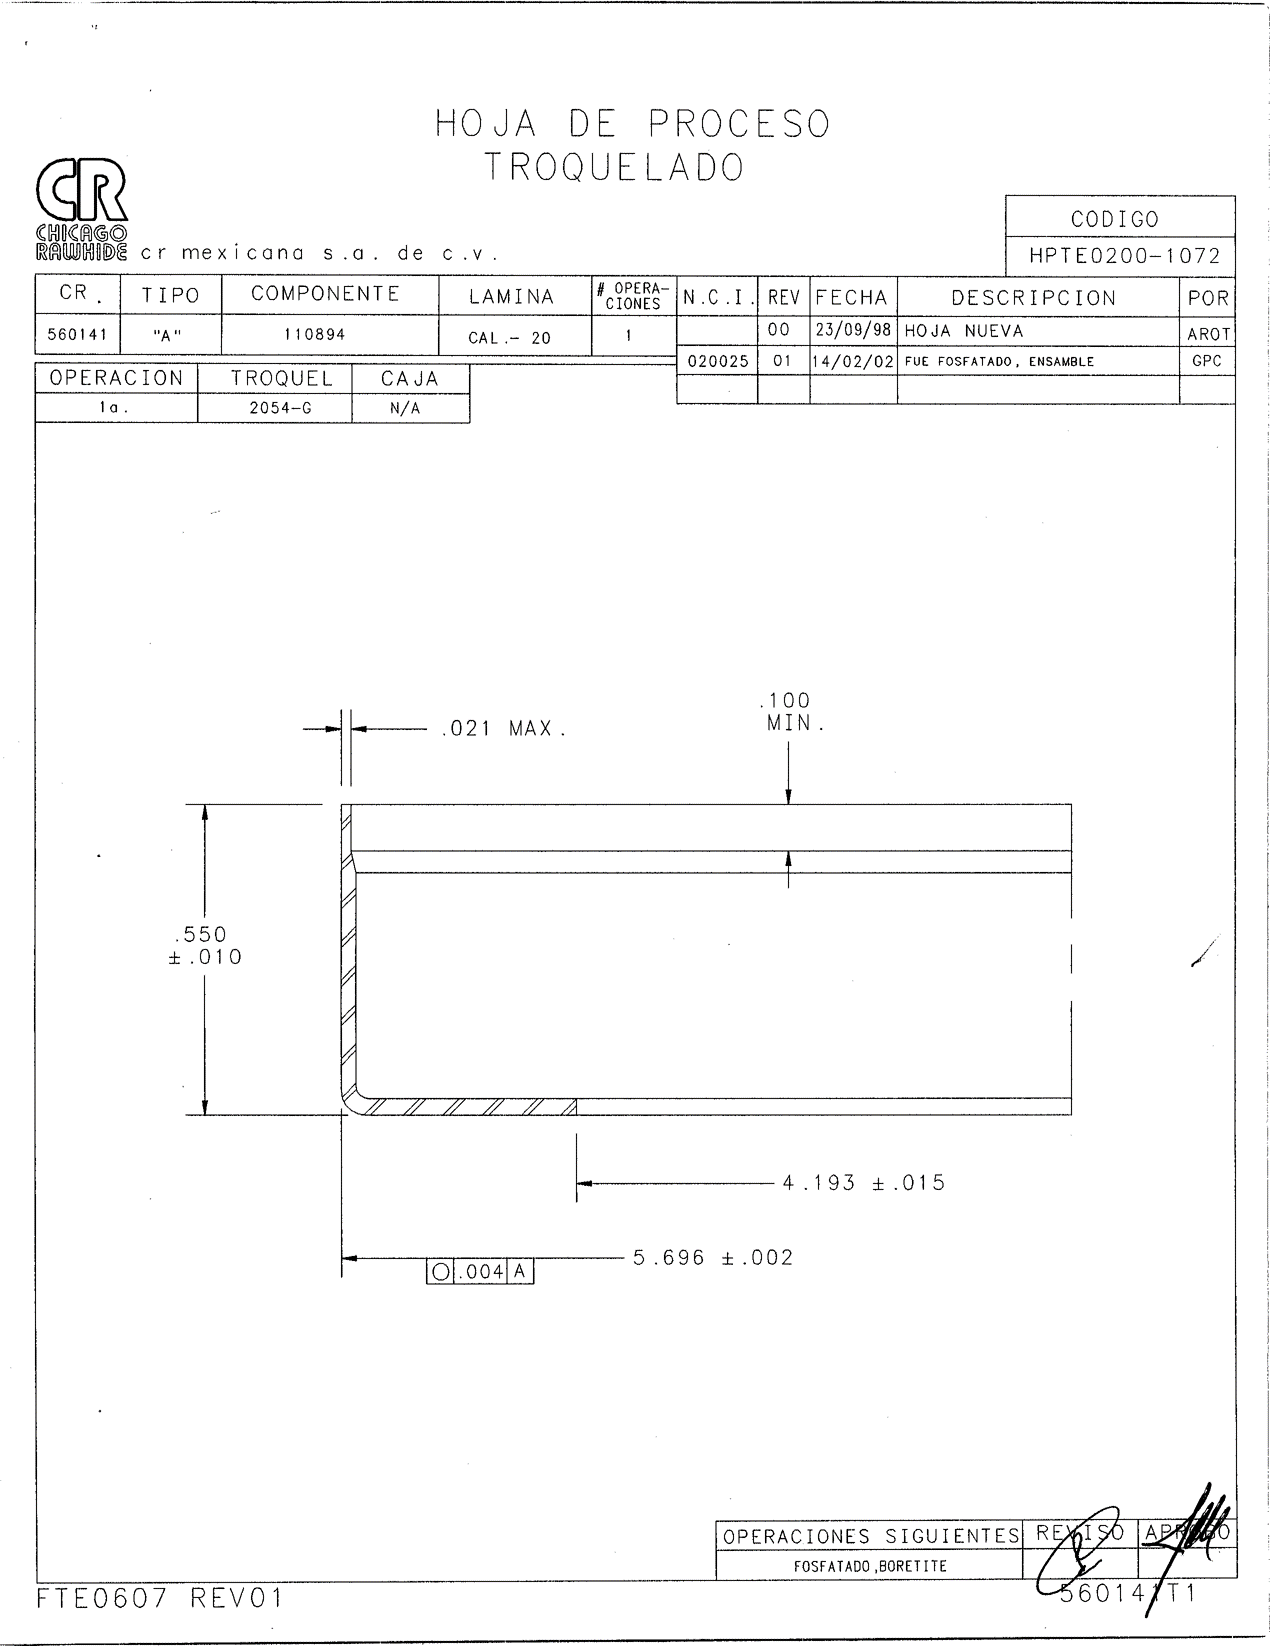 HOJA DE PROCESO
TROQUELADO
CR
CHICAGO
RAWHIDE cr mexicana s.a. de c.v.
CODIGO
HPTE0200-1072
CR. TIPO COMPONENTE LAMINA # OPERA-CIONES N.C.I. REV FECHA DESCRIPCION POR
560141 "A" 110894 CAL.- 20 1 00 23/09/98 HOJA NUEVA AROT
020025 01 14/02/02 FUE FOSFATADO, ENSAMBLE GPC
OPERACION TROQUEL CAJA
1a. 2054-G N/A
.021 MAX.
.100
MIN.
.550
±.010
4.193 ±.015
5.696 ±.002
.004 A
OPERACIONES SIGUIENTES REVISO APROBO
FOSFATADO,BORETITE
FTE0607 REV01
560141T1